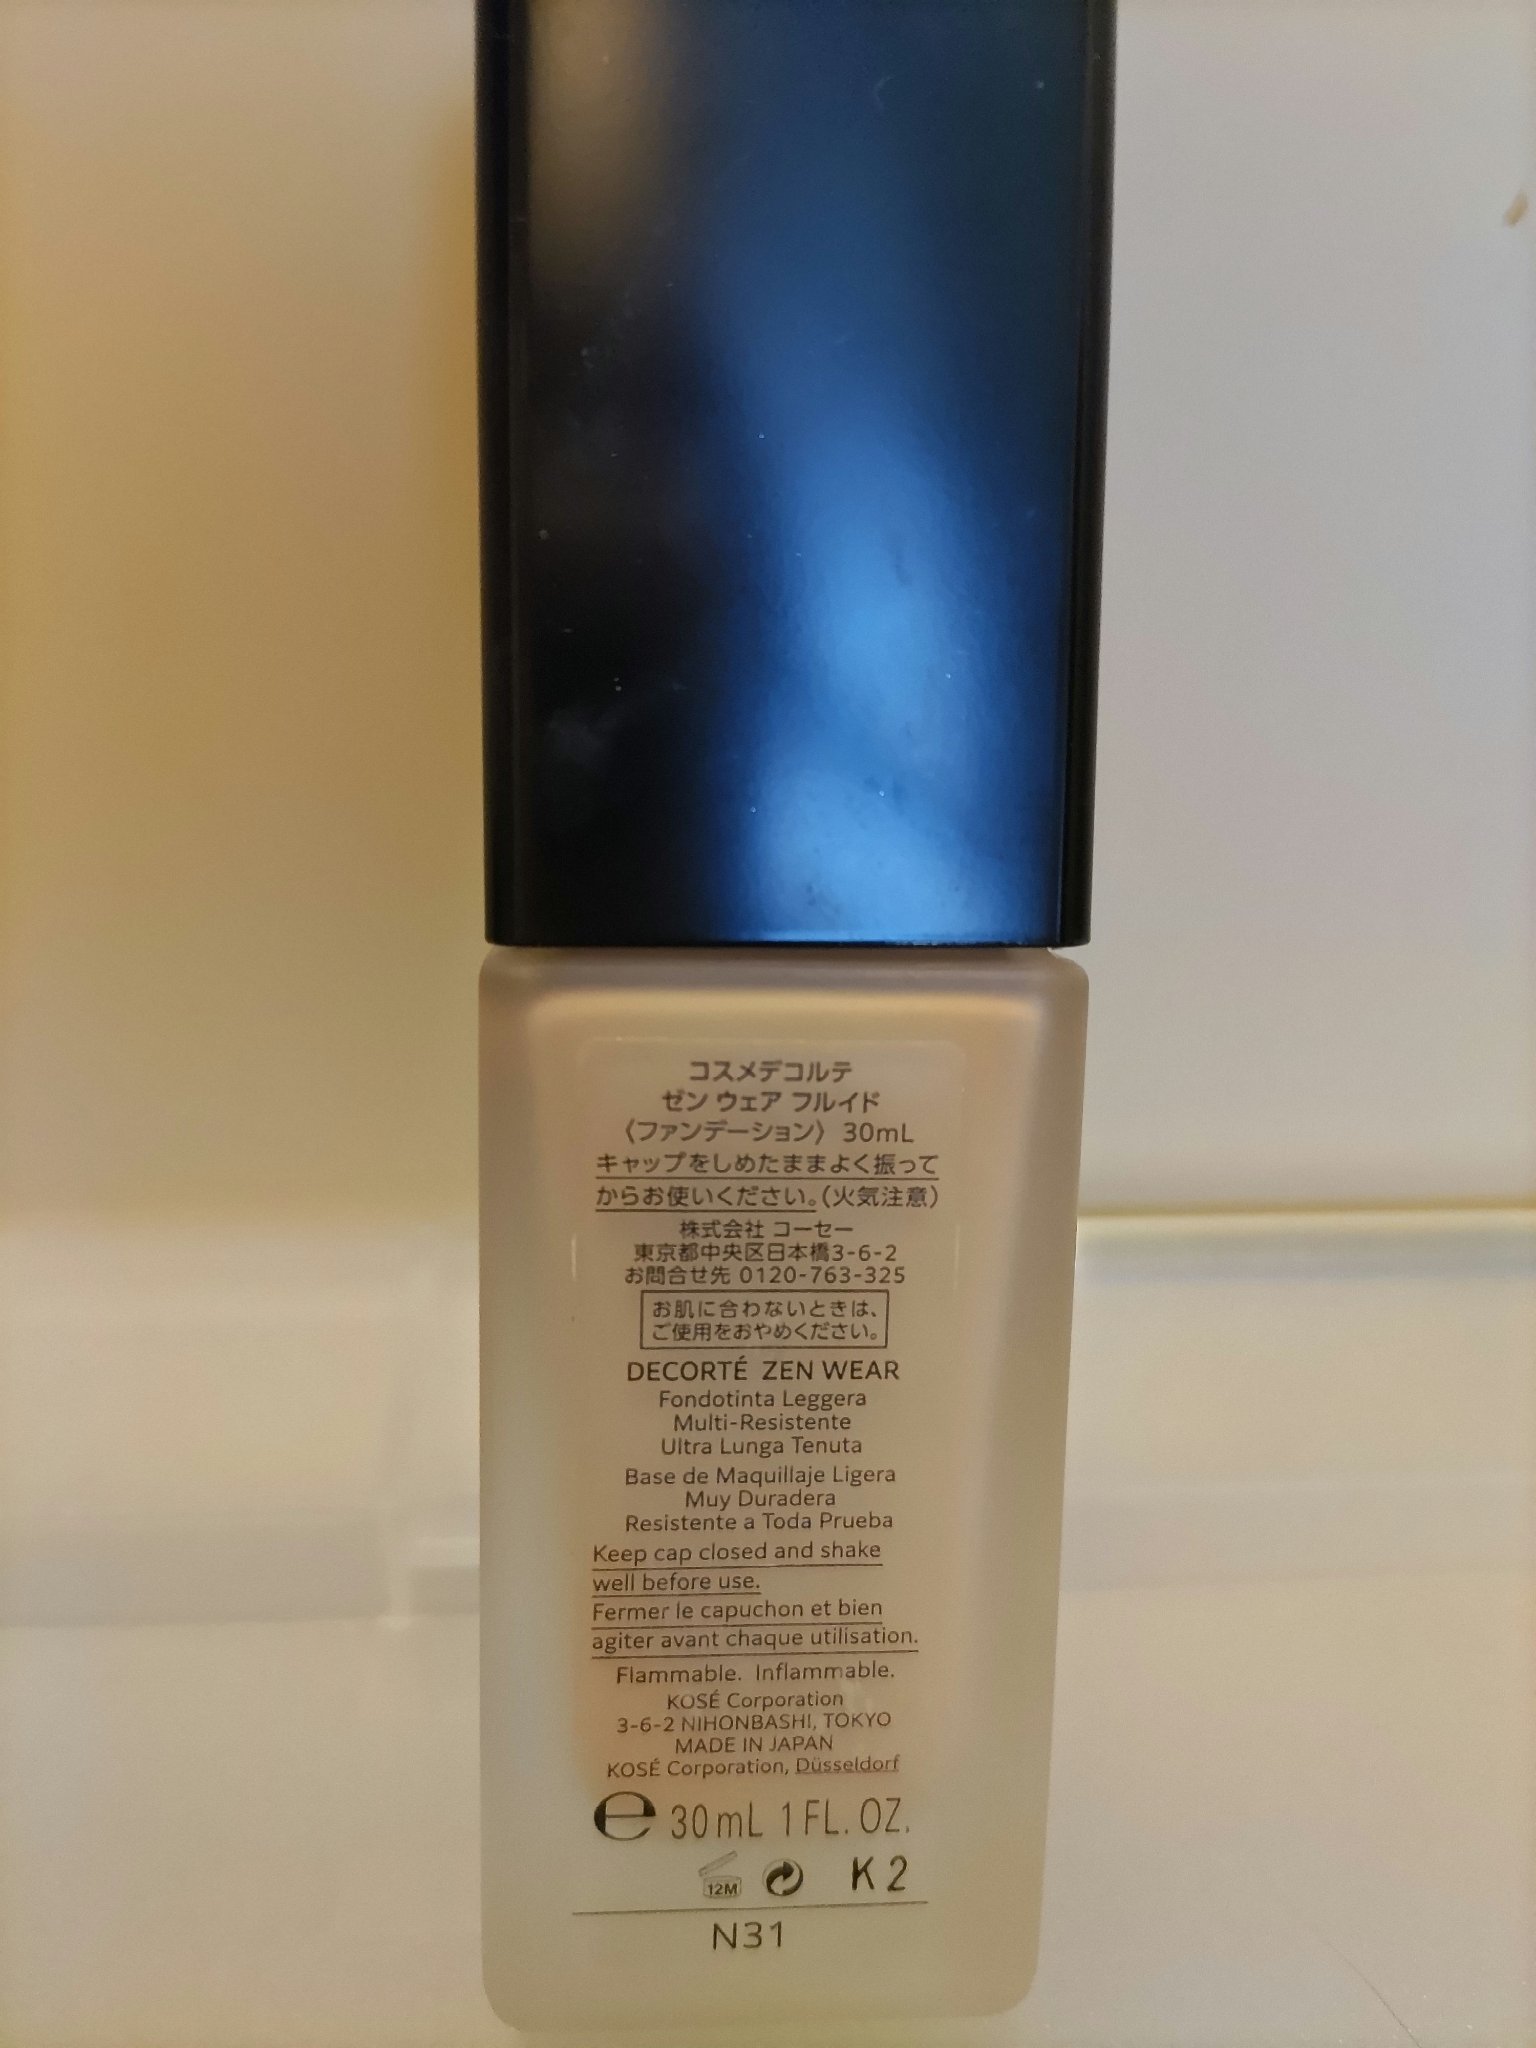 コスメデコルテ
ゼン ウェア フルイド
〈ファンデーション〉 30mL
キャップをしめたままよく振って
からお使いください。(火気注意)
株式会社 コーセー
東京都中央区日本橋3-6-2
お問合せ先 0120-763-325
お肌に合わないときは、
ご使用をおやめください。
DECORTÉ ZEN WEAR
Fondotinta Leggera
Multi-Resistente
Ultra Lunga Tenuta
Base de Maquillaje Ligera
Muy Duradera
Resistente a Toda Prueba
Keep cap closed and shake
well before use.
Fermer le capuchon et bien
agiter avant chaque utilisation.
Flammable. Inflammable.
KOSÉ Corporation
3-6-2 NIHONBASHI, TOKYO
MADE IN JAPAN
KOSÉ Corporation, Düsseldorf
℮ 30mL 1FL.OZ.
12M K2
N31